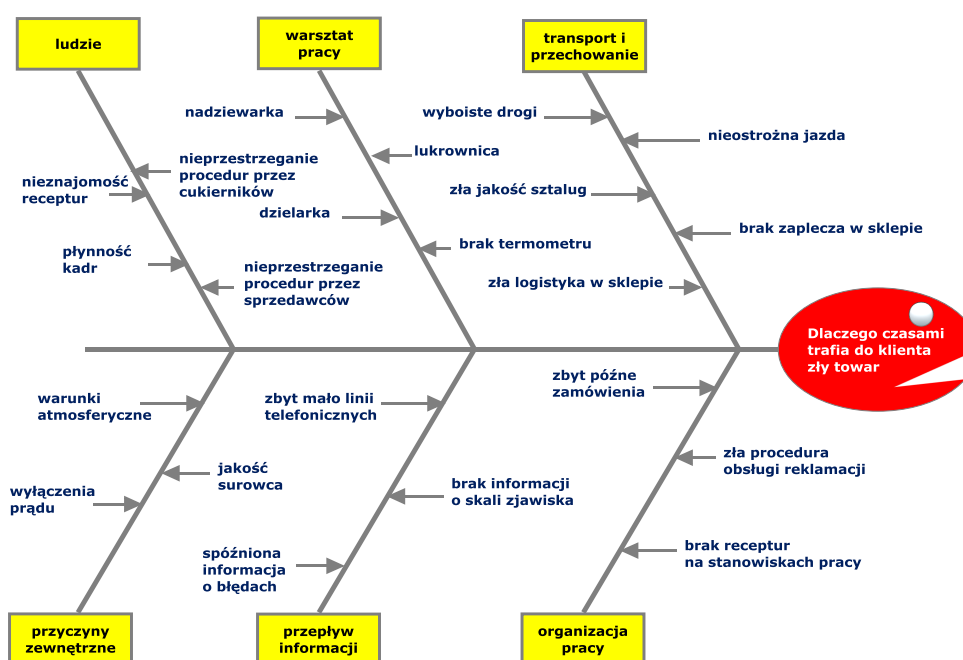 ludzie
warsztat
pracy
transport i
przechowanie
nadziewarka
wyboiste drogi
nieostrożna jazda
lukrownica
nieprzestrzeganie
procedur przez
cukierników
nieznajomość
receptur
zła jakość sztalug
dzielarka
brak zaplecza w sklepie
brak termometru
płynność
kadr
nieprzestrzeganie
procedur przez
sprzedawców
zła logistyka w sklepie
Dlaczego czasami
trafia do klienta
zły towar
zbyt późne
zamówienia
warunki
atmosferyczne
zbyt mało linii
telefonicznych
zła procedura
obsługi reklamacji
jakość
surowca
brak informacji
o skali zjawiska
wyłączenia
prądu
spóźniona
informacja
o błędach
brak receptur
na stanowiskach pracy
przyczyny
zewnętrzne
przepływ
informacji
organizacja
pracy